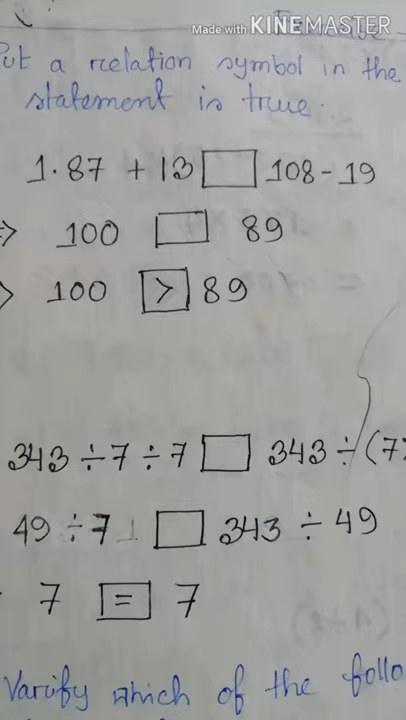 Made with KINEMASTER
Put a relation symbol in the
statement is true.
1. 87 + 13 108 - 19
⇒ 100 89
100 > 89
343 ÷ 7 ÷ 7 343 ÷ (7
49 ÷ 7 343 ÷ 49
7 = 7
Varify which of the follo